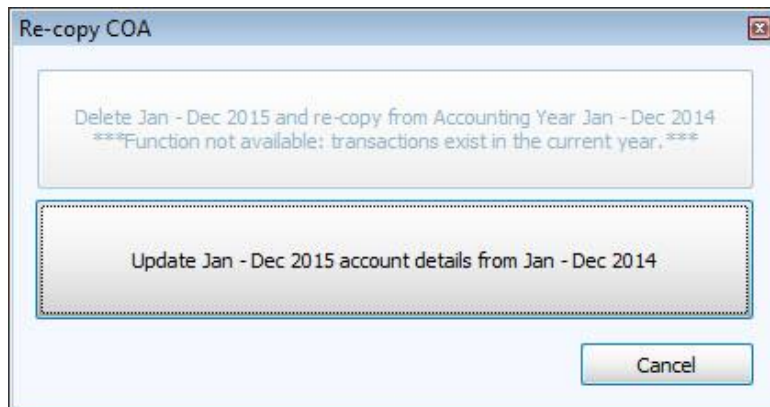 Re-copy COA
Delete Jan - Dec 2015 and re-copy from Accounting Year Jan - Dec 2014
***Function not available: transactions exist in the current year.***
Update Jan - Dec 2015 account details from Jan - Dec 2014
Cancel